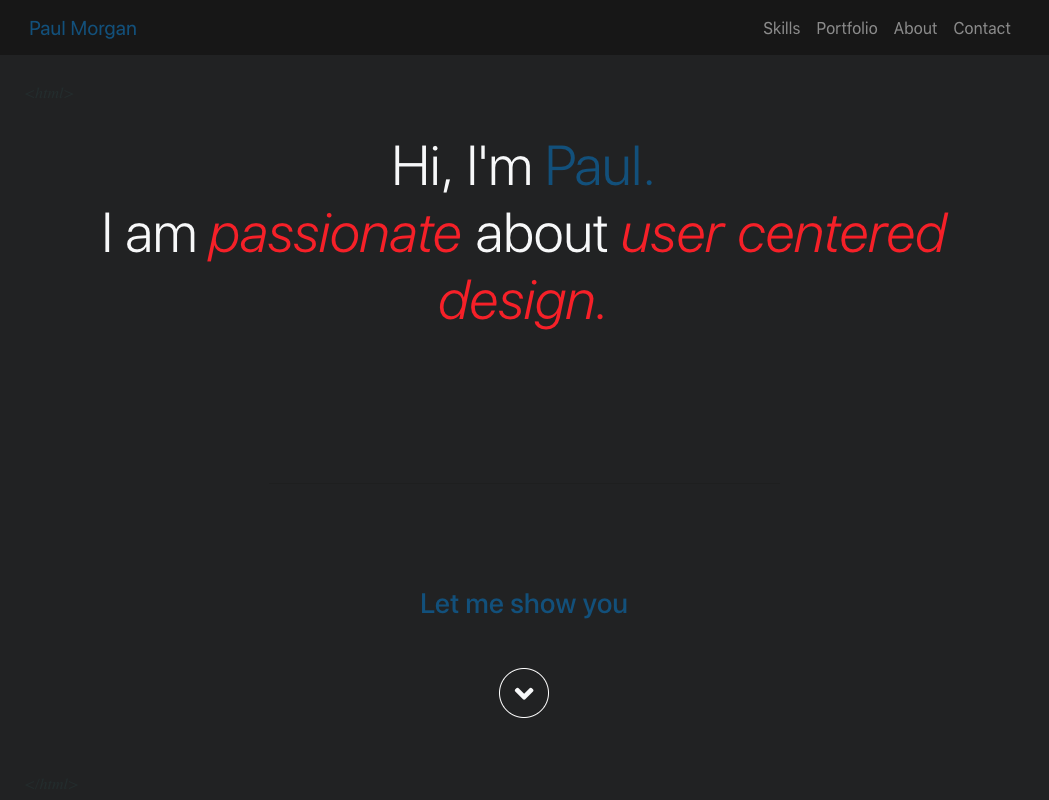 Paul Morgan
Skills Portfolio About Contact
<html>
Hi, I'm Paul.
I am passionate about user centered
design.
Let me show you
</html>